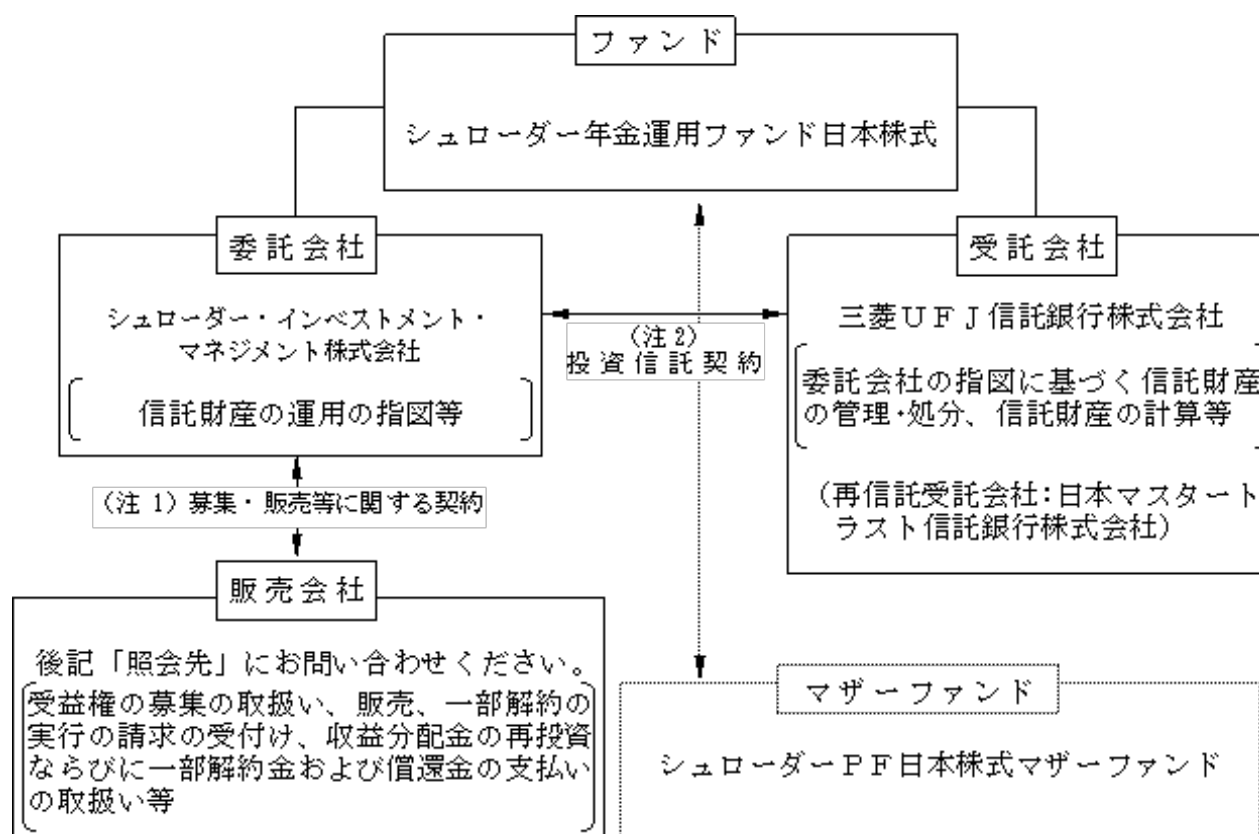 ファンド
シュローダー年金運用ファンド日本株式
委託会社
シュローダー・インベストメント・
マネジメント株式会社
信託財産の運用の指図等
(注2)
投資信託契約
受託会社
三菱UFJ信託銀行株式会社
委託会社の指図に基づく信託財産
の管理・処分、信託財産の計算等
(再信託受託会社:日本マスタート
ラスト信託銀行株式会社)
(注1)募集・販売等に関する契約
販売会社
後記「照会先」にお問い合わせください。
受益権の募集の取扱い、販売、一部解約の
実行の請求の受付け、収益分配金の再投資
ならびに一部解約金および償還金の支払い
の取扱い等
マザーファンド
シュローダーPF日本株式マザーファンド